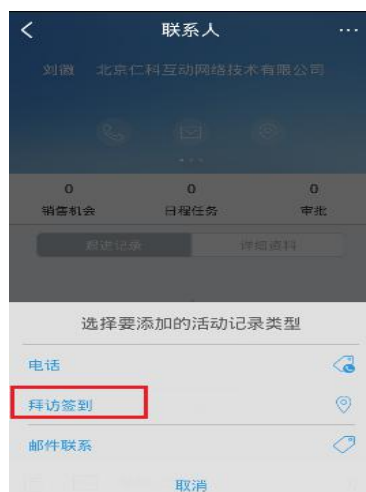 联系人
刘微 北京仁科互动网络技术有限公司
0 0 0
销售机会 日程任务 审批
跟进记录 详细资料
选择要添加的活动记录类型
电话
拜访签到
邮件联系
取消